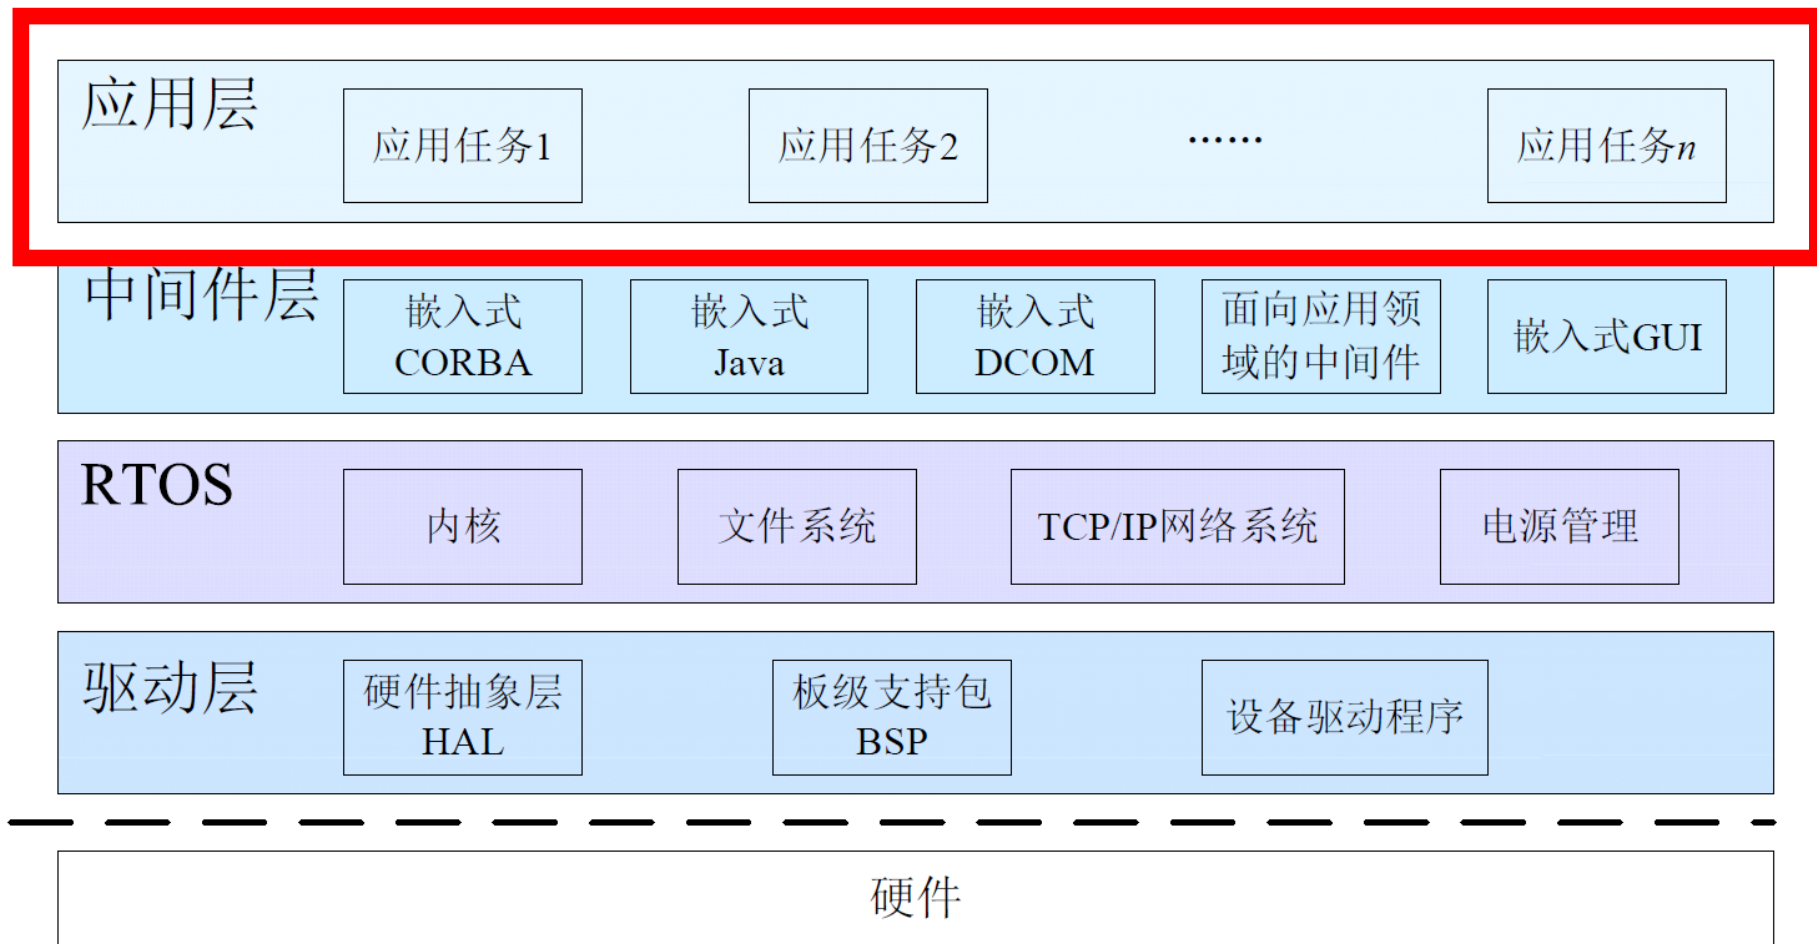 应用层
应用任务1
应用任务2
……
应用任务n
中间件层
嵌入式
CORBA
嵌入式
Java
嵌入式
DCOM
面向应用领
域的中间件
嵌入式GUI
RTOS
内核
文件系统
TCP/IP网络系统
电源管理
驱动层
硬件抽象层
HAL
板级支持包
BSP
设备驱动程序
硬件